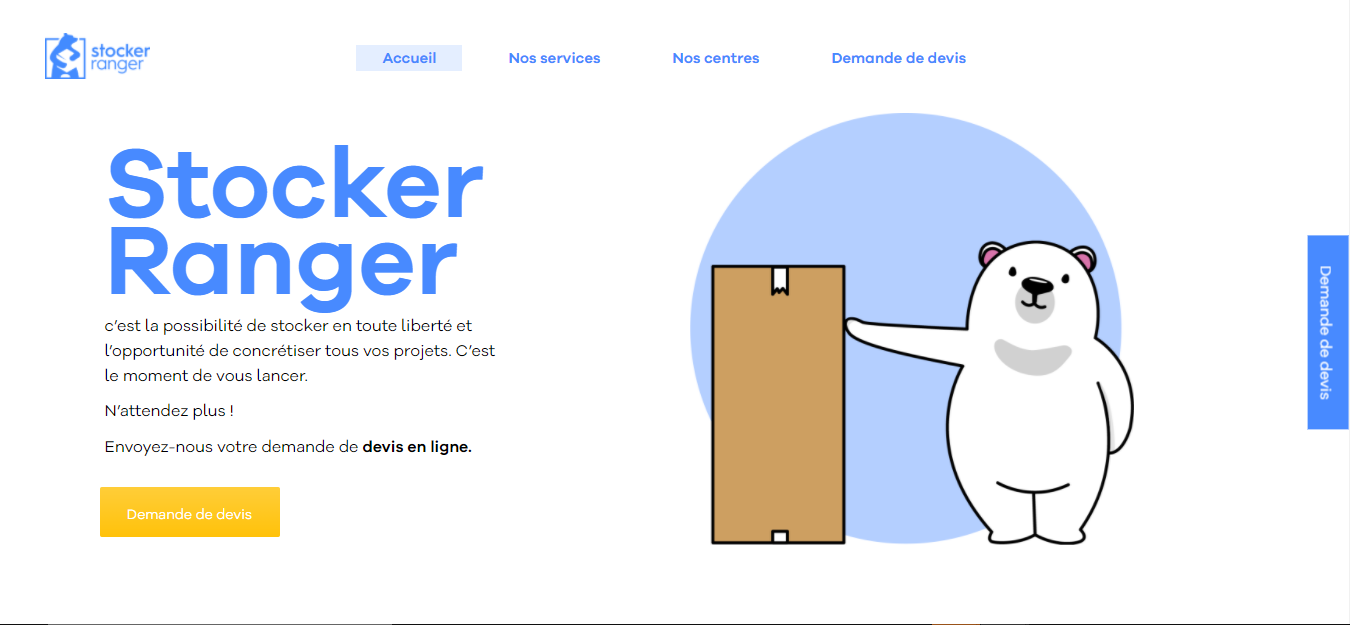 stocker
ranger
Accueil
Nos services
Nos centres
Demande de devis
Stocker
Ranger
c’est la possibilité de stocker en toute liberté et
l’opportunité de concrétiser tous vos projets. C’est
le moment de vous lancer.
N’attendez plus !
Envoyez-nous votre demande de devis en ligne.
Demande de devis
Demande de devis